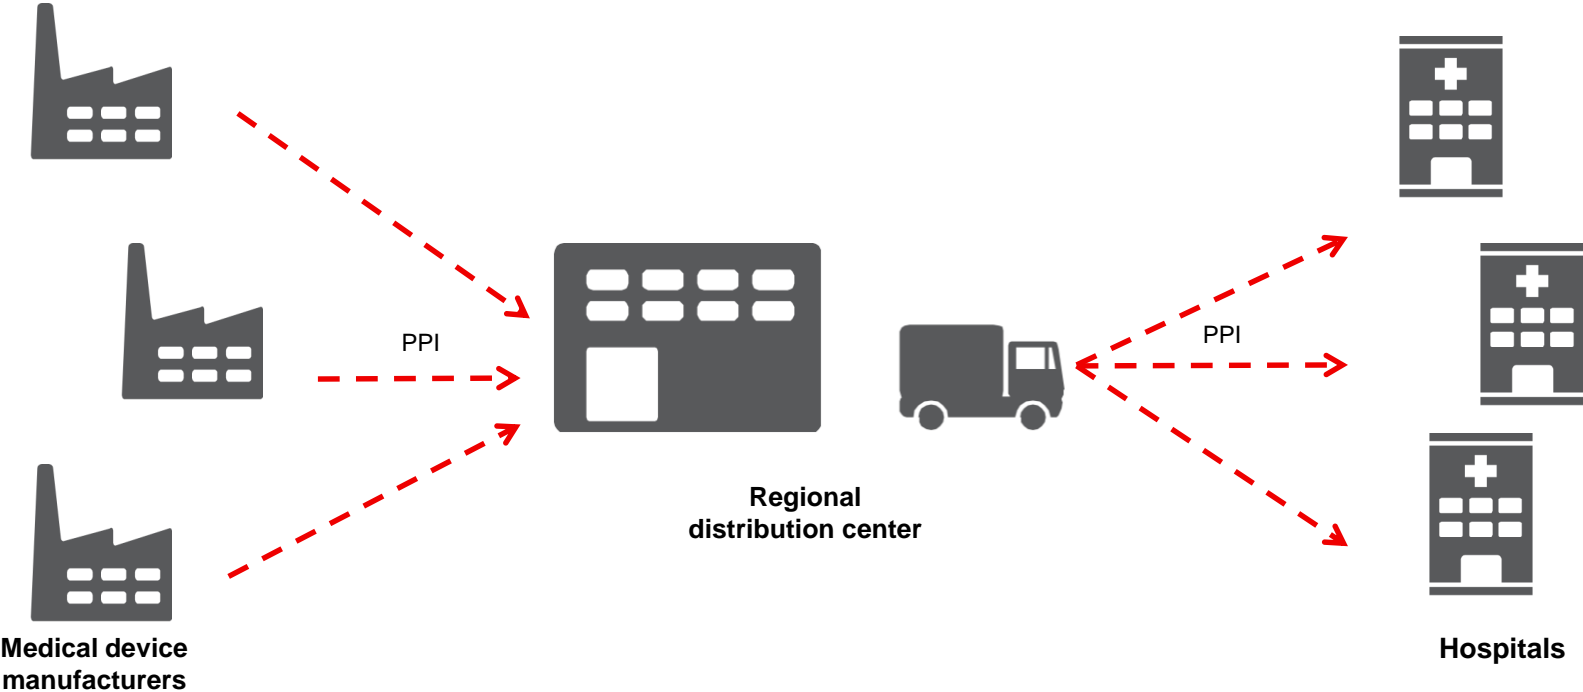 PPI
PPI
Regional
distribution center
Medical device
manufacturers
Hospitals